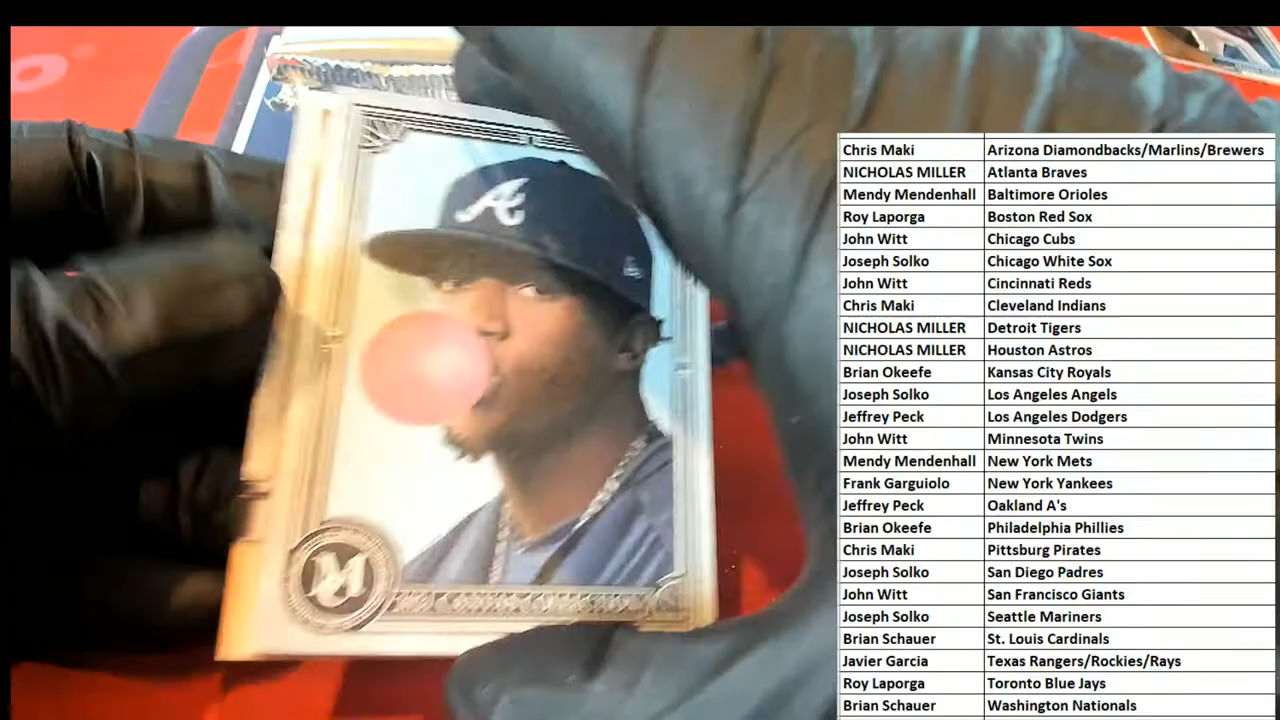 A
M
Chris Maki Arizona Diamondbacks/Marlins/Brewers
NICHOLAS MILLER Atlanta Braves
Mendy Mendenhall Baltimore Orioles
Roy Laporga Boston Red Sox
John Witt Chicago Cubs
Joseph Solko Chicago White Sox
John Witt Cincinnati Reds
Chris Maki Cleveland Indians
NICHOLAS MILLER Detroit Tigers
NICHOLAS MILLER Houston Astros
Brian Okeefe Kansas City Royals
Joseph Solko Los Angeles Angels
Jeffrey Peck Los Angeles Dodgers
John Witt Minnesota Twins
Mendy Mendenhall New York Mets
Frank Garguiolo New York Yankees
Jeffrey Peck Oakland A's
Brian Okeefe Philadelphia Phillies
Chris Maki Pittsburg Pirates
Joseph Solko San Diego Padres
John Witt San Francisco Giants
Joseph Solko Seattle Mariners
Brian Schauer St. Louis Cardinals
Javier Garcia Texas Rangers/Rockies/Rays
Roy Laporga Toronto Blue Jays
Brian Schauer Washington Nationals